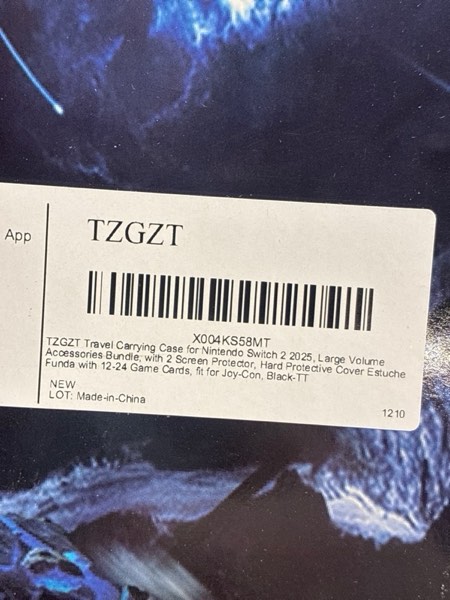 App
TZGZT
X004KS58MT
TZGZT Travel Carrying Case for Nintendo Switch 2 2025, Large Volume
Accessories Bundle, with 2 Screen Protector, Hard Protective Cover Estuche
Funda with 12-24 Game Cards, fit for Joy-Con, Black-TT
NEW
LOT: Made-in-China
1210